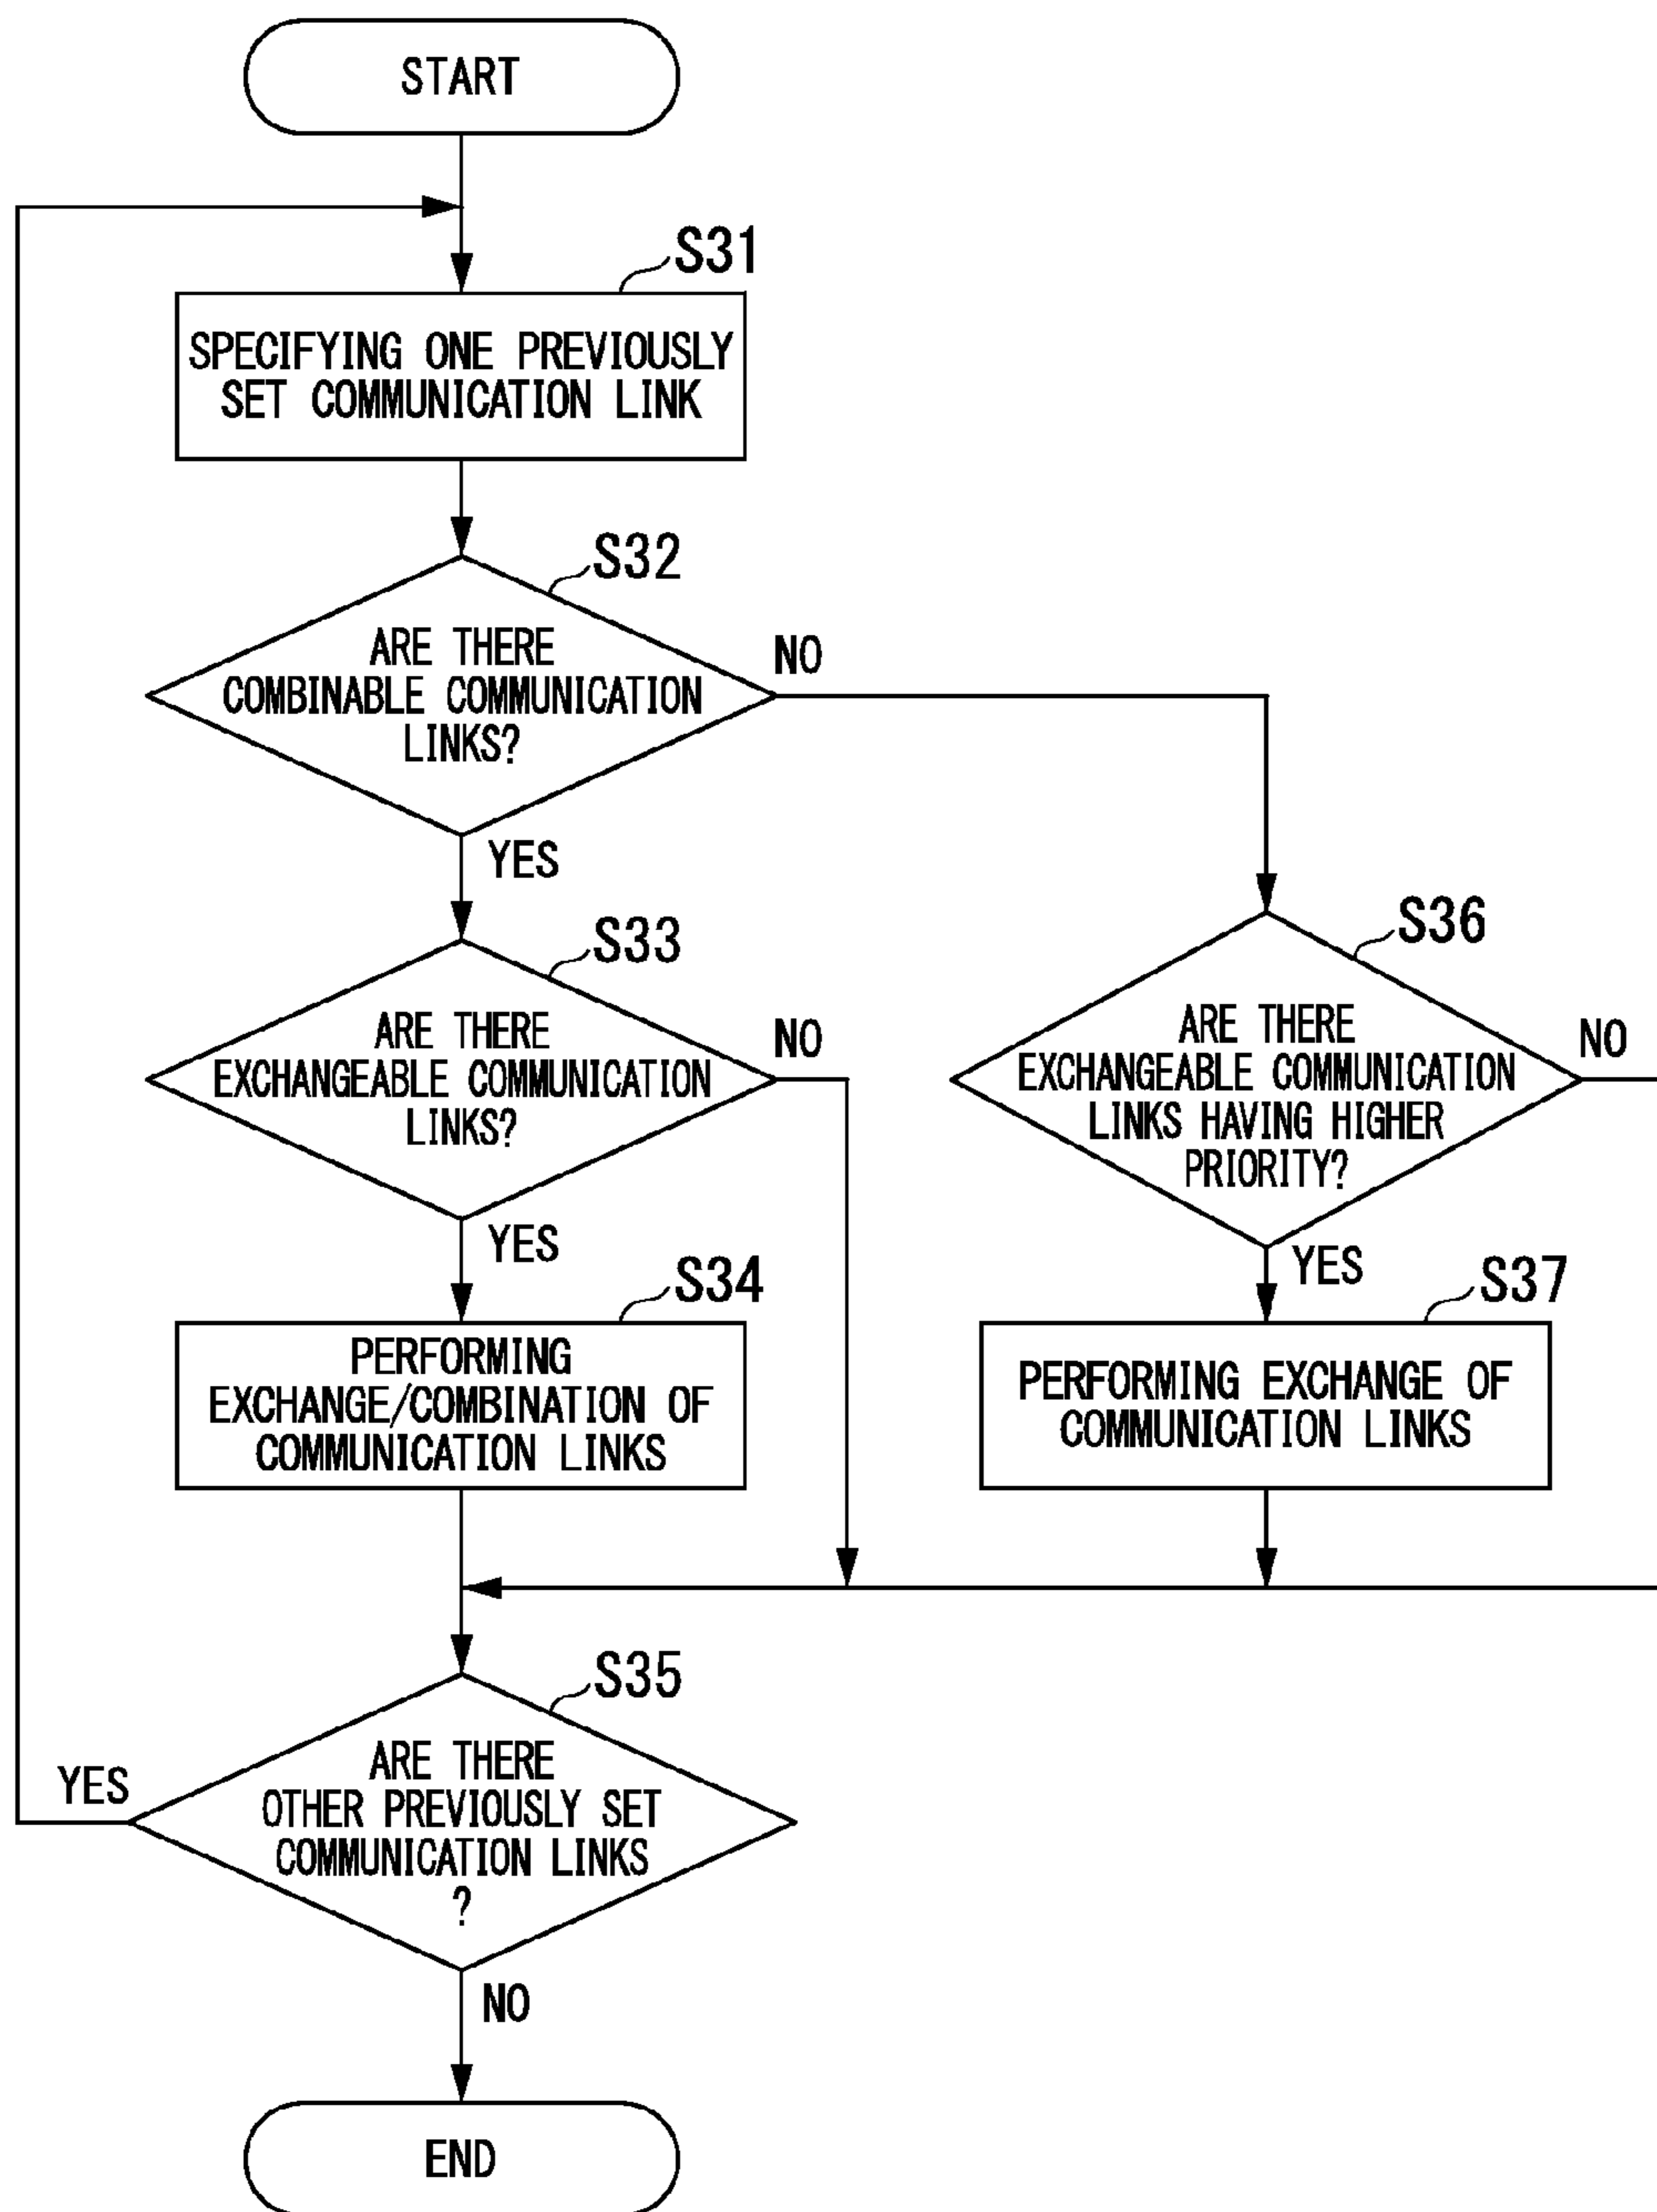 START
S31
SPECIFYING ONE PREVIOUSLY
SET COMMUNICATION LINK
S32
ARE THERE
COMBINABLE COMMUNICATION
LINKS?
NO
YES
S33
ARE THERE
EXCHANGEABLE COMMUNICATION
LINKS?
NO
YES
S36
ARE THERE
EXCHANGEABLE COMMUNICATION
LINKS HAVING HIGHER
PRIORITY?
NO
YES
S34
PERFORMING
EXCHANGE/COMBINATION OF
COMMUNICATION LINKS
S37
PERFORMING EXCHANGE OF
COMMUNICATION LINKS
S35
ARE THERE
OTHER PREVIOUSLY SET
COMMUNICATION LINKS
?
YES
NO
END